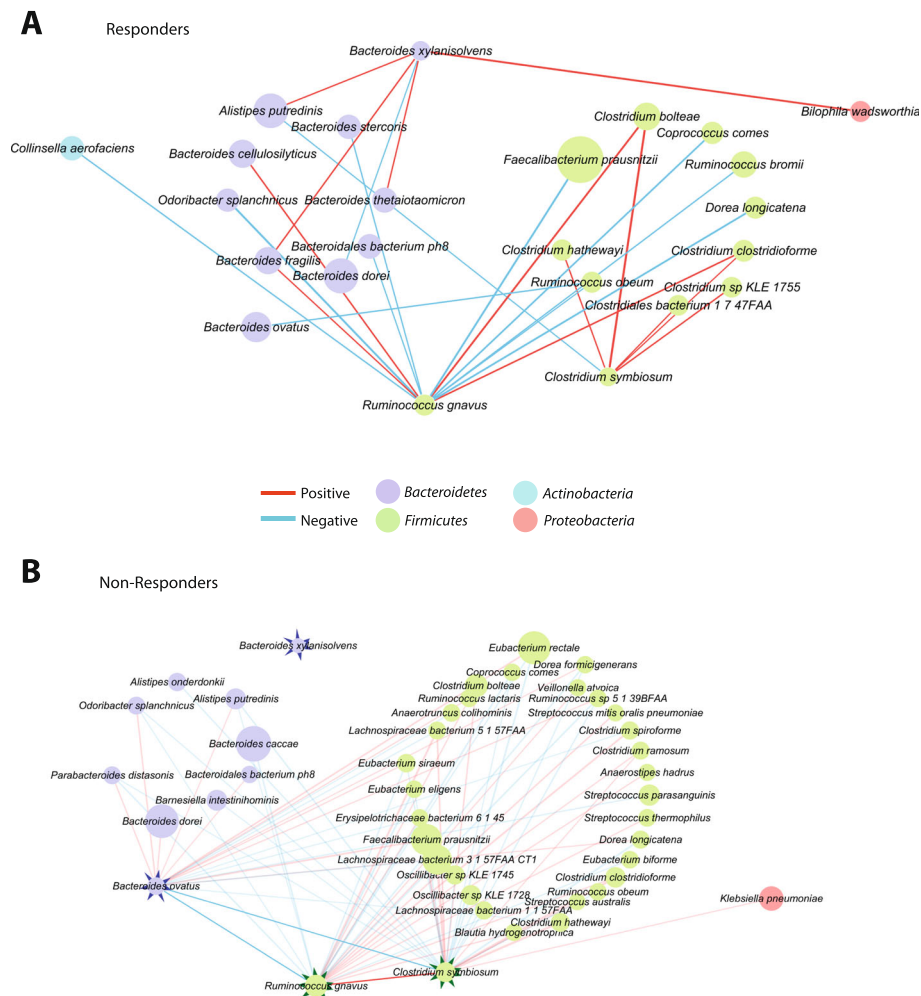 A
Responders
Bacteroides xylanisolvens
Alistipes putredinis
Bilophila wadsworthia
Clostridium bolteae
Bacteroides stercoris
Coprococcus comes
Collinsella aerofaciens
Bacteroides cellulosilyticus
Faecalibacterium prausnitzii
Ruminococcus bromii
Odoribacter splanchnicus
Bacteroides thetaiotaomicron
Dorea longicatena
Bacteroidales bacterium ph8
Clostridium hathewayi
Clostridium clostridioforme
Bacteroides fragilis
Bacteroides dorei
Ruminococcus obeum
Clostridium sp KLE 1755
Clostridiales bacterium 1 7 47FAA
Bacteroides ovatus
Clostridium symbiosum
Ruminococcus gnavus
Positive
Bacteroidetes
Actinobacteria
Negative
Firmicutes
Proteobacteria
B
Non-Responders
Bacteroides xylanisolvens
Eubacterium rectale
Dorea formicigenerans
Coprococcus comes
Alistipes onderdonkii
Clostridium bolteae
Veillonella atypica
Alistipes putredinis
Ruminococcus lactaris
Ruminococcus sp 5 1 39BFAA
Odoribacter splanchnicus
Anaerotruncus colihominis
Streptococcus mitis oralis pneumoniae
Lachnospiraceae bacterium 5 1 57FAA
Clostridium spiroforme
Bacteroides caccae
Clostridium ramosum
Eubacterium siraeum
Parabacteroides distasonis
Bacteroidales bacterium ph8
Anaerostipes hadrus
Eubacterium eligens
Streptococcus parasanguinis
Barnesiella intestinihominis
Bacteroides dorei
Erysipelotrichaceae bacterium 6 1 45
Streptococcus thermophilus
Faecalibacterium prausnitzii
Dorea longicatena
Lachnospiraceae bacterium 3 1 57FAA CT1
Eubacterium biforme
Oscillibacter sp KLE 1745
Clostridium clostridioforme
Bacteroides ovatus
Oscillibacter sp KLE 1728
Ruminococcus obeum
Streptococcus australis
Klebsiella pneumoniae
Lachnospiraceae bacterium 1 1 57FAA
Clostridium hathewayi
Blautia hydrogenotrophica
Clostridium symbiosum
Ruminococcus gnavus